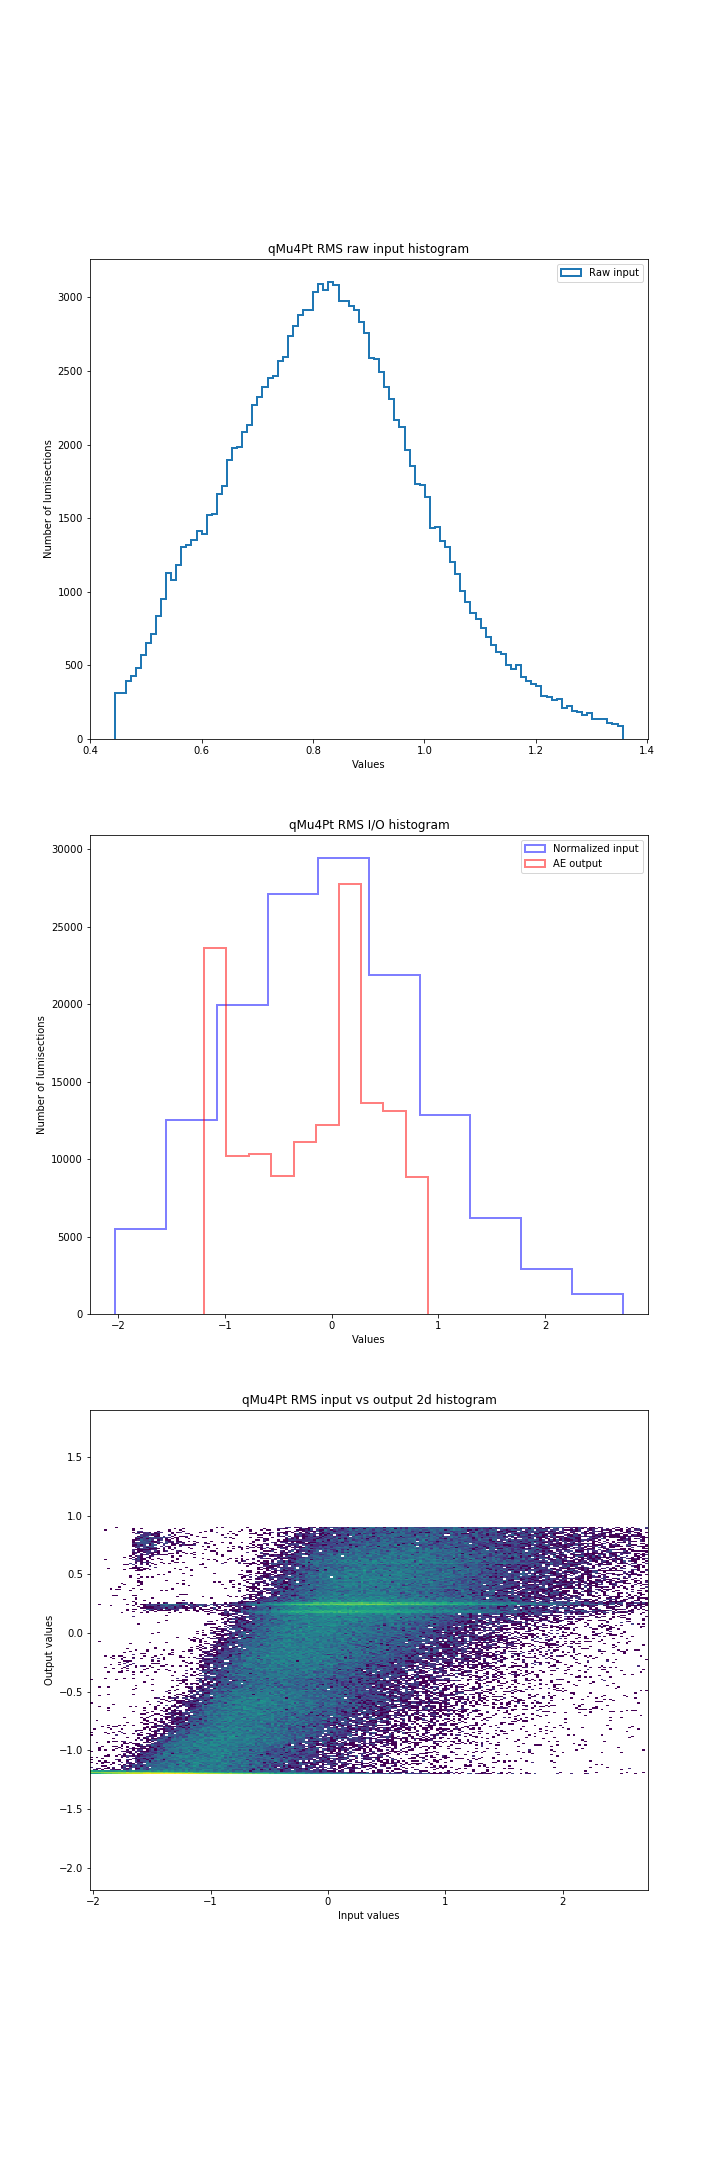 qMu4Pt RMS raw input histogram
Raw input
3000
2500
2000
1500
1000
500
0
Number of lumisections
0.4 0.6 0.8 1.0 1.2 1.4
Values
qMu4Pt RMS I/O histogram
Normalized input
AE output
30000
25000
20000
15000
10000
5000
0
Number of lumisections
−2 −1 0 1 2
Values
qMu4Pt RMS input vs output 2d histogram
1.5
1.0
0.5
0.0
−0.5
−1.0
−1.5
−2.0
Output values
−2 −1 0 1 2
Input values